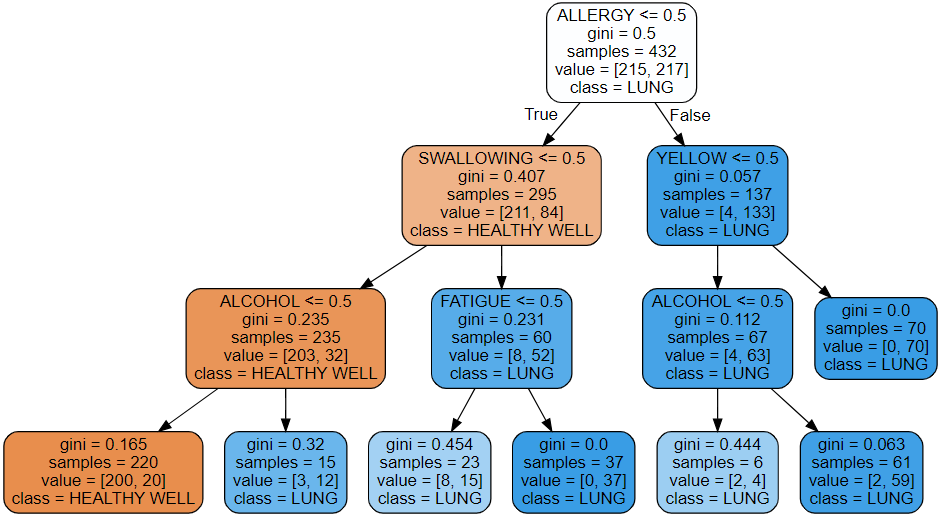 ALLERGY <= 0.5
gini = 0.5
samples = 432
value = [215, 217]
class = LUNG
True
False
SWALLOWING <= 0.5
gini = 0.407
samples = 295
value = [211, 84]
class = HEALTHY WELL
YELLOW <= 0.5
gini = 0.057
samples = 137
value = [4, 133]
class = LUNG
ALCOHOL <= 0.5
gini = 0.235
samples = 235
value = [203, 32]
class = HEALTHY WELL
FATIGUE <= 0.5
gini = 0.231
samples = 60
value = [8, 52]
class = LUNG
ALCOHOL <= 0.5
gini = 0.112
samples = 67
value = [4, 63]
class = LUNG
gini = 0.0
samples = 70
value = [0, 70]
class = LUNG
gini = 0.165
samples = 220
value = [200, 20]
class = HEALTHY WELL
gini = 0.32
samples = 15
value = [3, 12]
class = LUNG
gini = 0.454
samples = 23
value = [8, 15]
class = LUNG
gini = 0.0
samples = 37
value = [0, 37]
class = LUNG
gini = 0.444
samples = 6
value = [2, 4]
class = LUNG
gini = 0.063
samples = 61
value = [2, 59]
class = LUNG